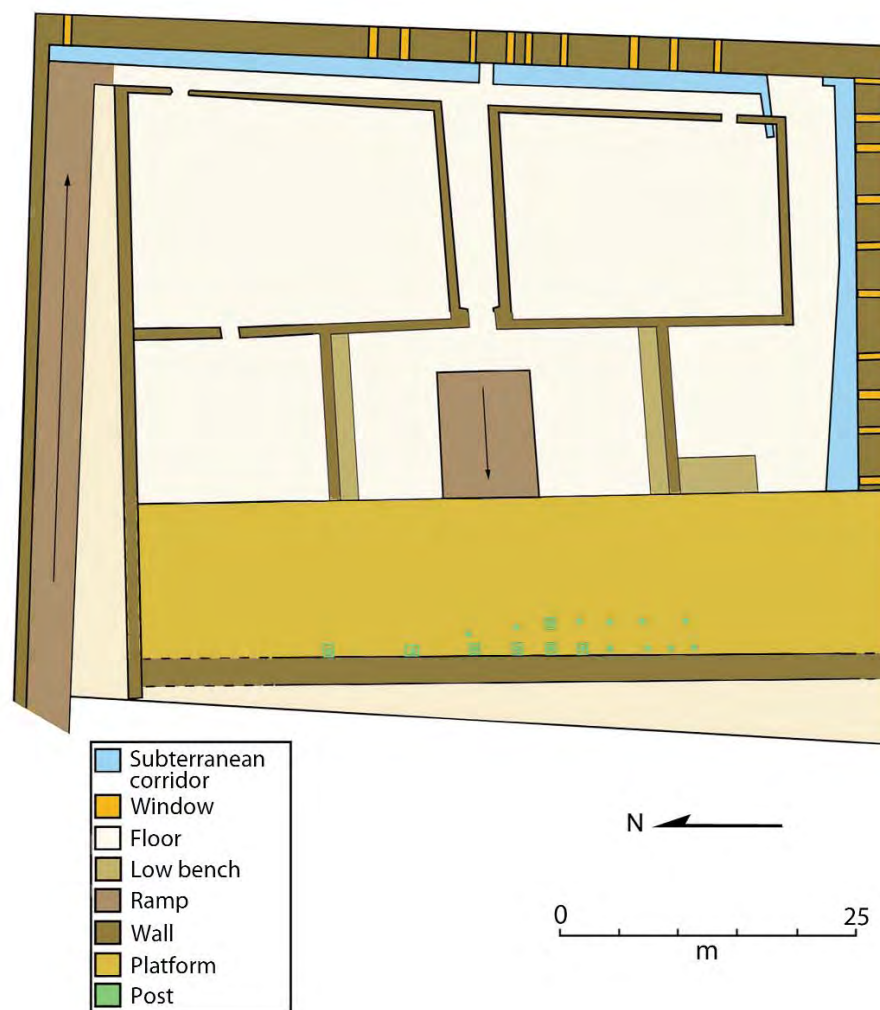 Subterranean
corridor
Window
Floor
Low bench
Ramp
Wall
Platform
Post
N
0 25
m